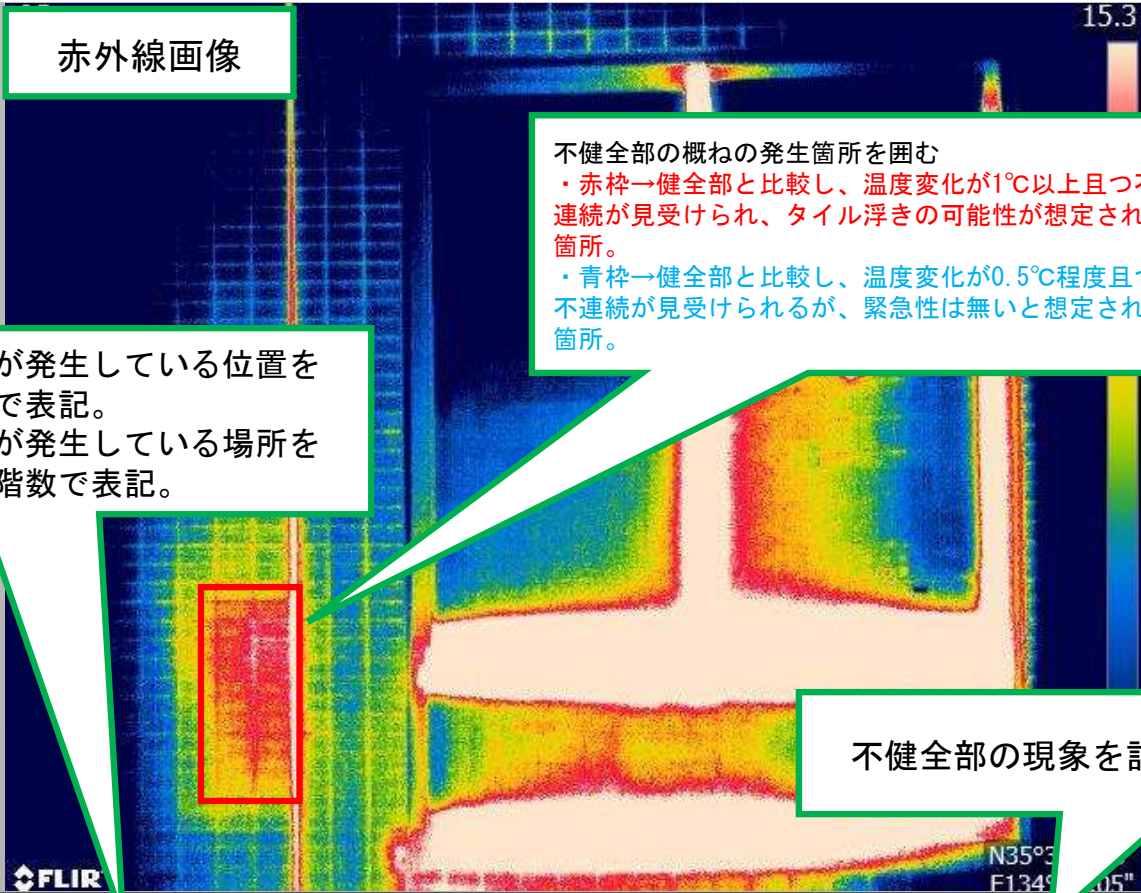 赤外線画像
15.3
不健全部の概ねの発生箇所を囲む
・赤枠→健全部と比較し、温度変化が1℃以上且つ
連続が見受けられ、タイル浮きの可能性が想定され
箇所。
・青枠→健全部と比較し、温度変化が0.5℃程度且
不連続が見受けられるが、緊急性は無いと想定され
箇所。
が発生している位置を
で表記。
が発生している場所を
階数で表記。
不健全部の現象を
FLIR
N35°3
E134°
05"